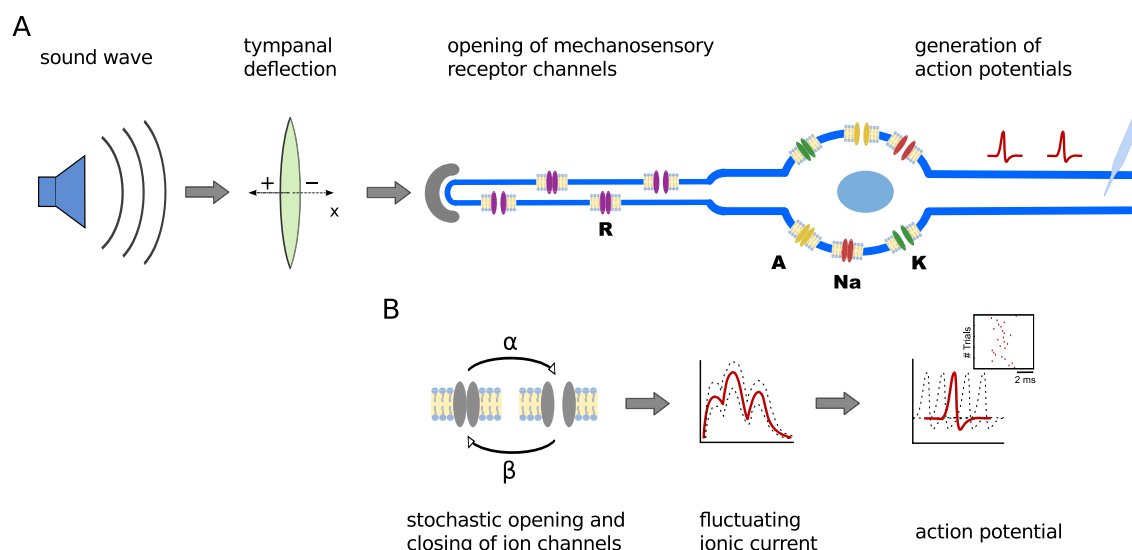 A
sound wave
tympanal
deflection
opening of mechanosensory
receptor channels
generation of
action potentials
+
−
x
R
A
Na
K
B
α
β
# Trials
2 ms
stochastic opening and
closing of ion channels
fluctuating
ionic current
action potential